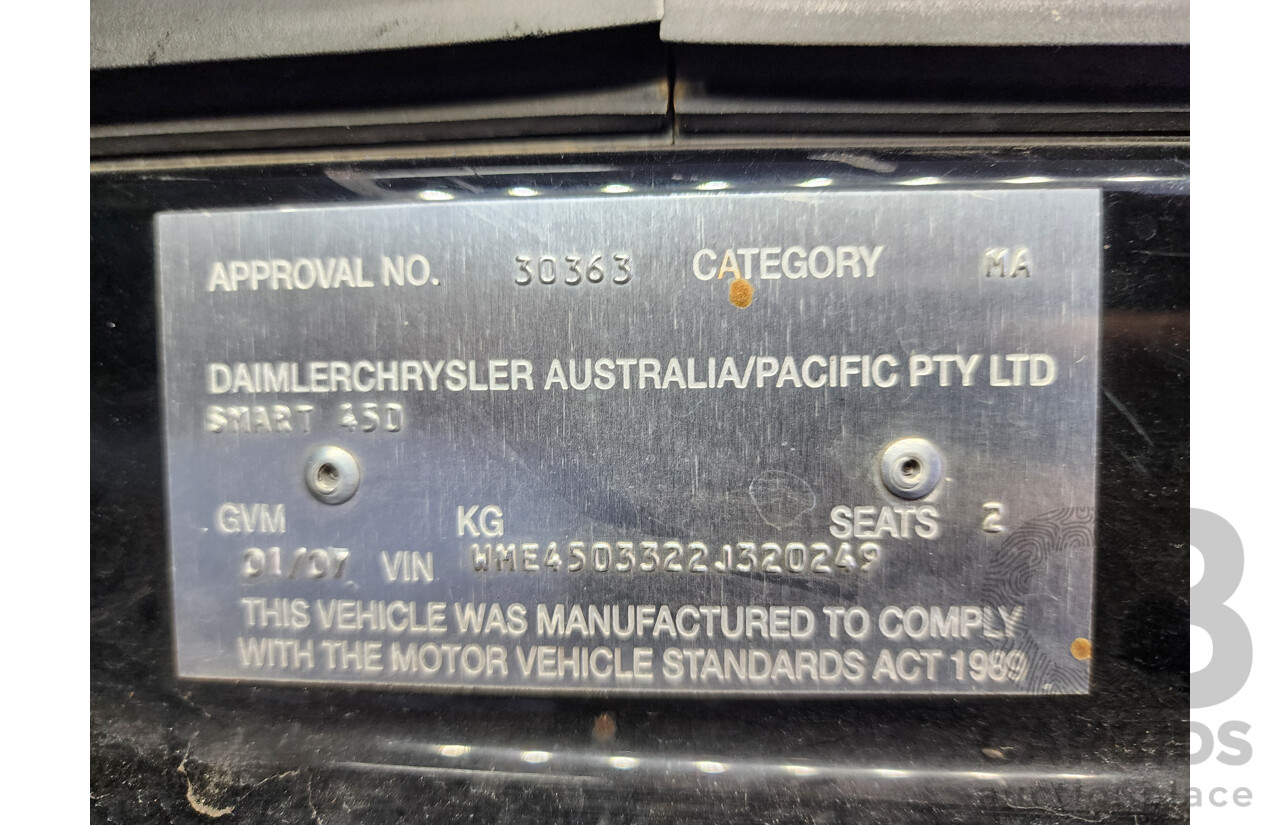 APPROVAL NO. 30363 CATEGORY MA
DAIMLERCHRYSLER AUSTRALIA/PACIFIC PTY LTD
SMART 450
GVM KG SEATS 2
01/07 VIN WME4503322J320249
THIS VEHICLE WAS MANUFACTURED TO COMPLY
WITH THE MOTOR VEHICLE STANDARDS ACT 1989